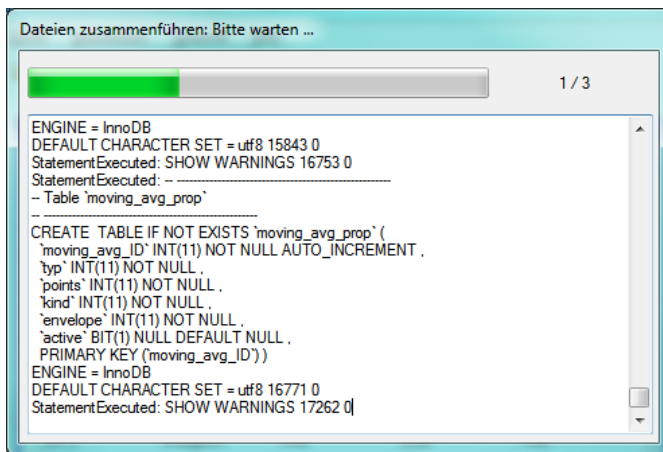 Dateien zusammenführen: Bitte warten ...
1 / 3
ENGINE = InnoDB
DEFAULT CHARACTER SET = utf8 15843 0
StatementExecuted: SHOW WARNINGS 16753 0
StatementExecuted: -- -----------------------------------------------------
-- Table `moving_avg_prop`
-- -----------------------------------------------------
CREATE  TABLE IF NOT EXISTS `moving_avg_prop` (
  `moving_avg_ID` INT(11) NOT NULL AUTO_INCREMENT ,
  `typ` INT(11) NOT NULL ,
  `points` INT(11) NOT NULL ,
  `kind` INT(11) NOT NULL ,
  `envelope` INT(11) NOT NULL ,
  `active` BIT(1) NULL DEFAULT NULL ,
  PRIMARY KEY (`moving_avg_ID`) )
ENGINE = InnoDB
DEFAULT CHARACTER SET = utf8 16771 0
StatementExecuted: SHOW WARNINGS 17262 0